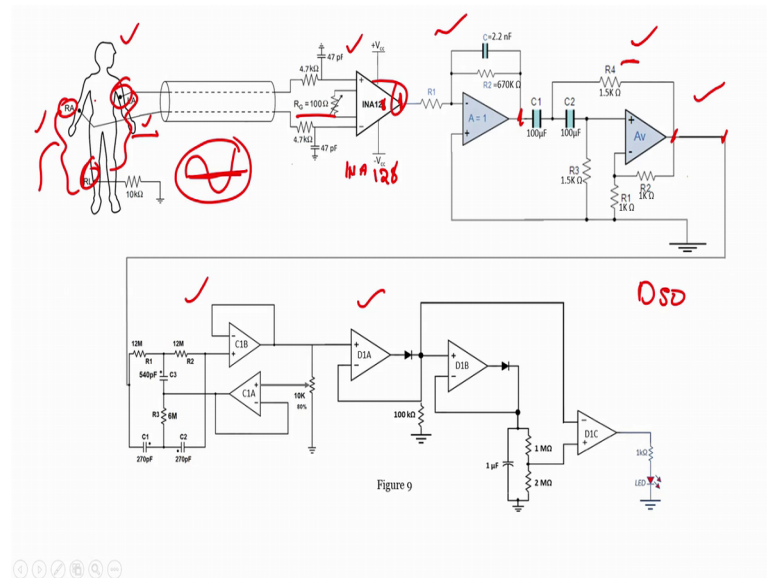 C=2.2 nF
+Vcc
47 pF
4.7kΩ
R1
R2 =670K Ω
R4
1.5K Ω
RA
LA
RG = 100Ω
INA128
A = 1
C1
C2
100µF
100µF
Av
4.7kΩ
47 pF
-Vcc
INA 128
RL
10kΩ
R3
1.5K Ω
R2
1K Ω
R1
1K Ω
DSO
12M
12M
R1
R2
C1B
D1A
D1B
540pF
C3
C1A
10K
80%
R3
6M
100 kΩ
D1C
C1
C2
270pF
270pF
1 µF
1 MΩ
2 MΩ
1kΩ
LED
Figure 9